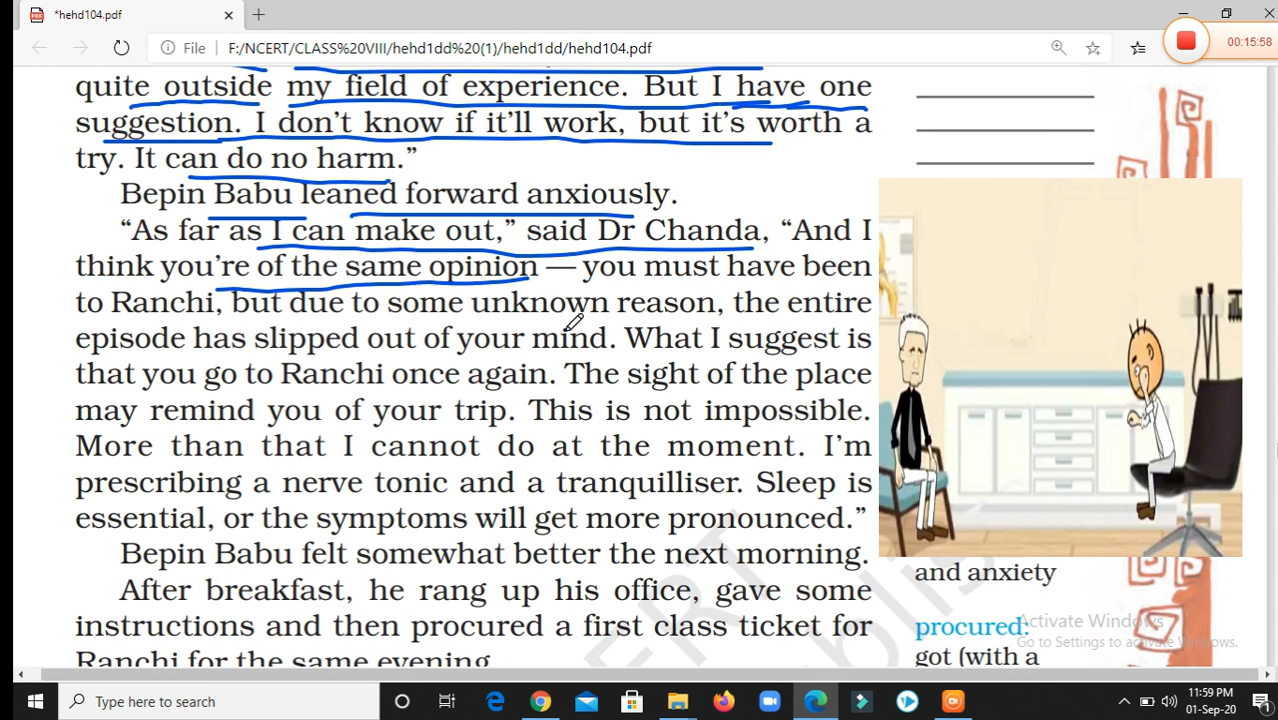 *hehd104.pdf
File
F:/NCERT/CLASS%20VIII/hehd1dd%20(1)/hehd1dd/hehd104.pdf
00:15:58
quite outside my field of experience. But I have one
suggestion. I don't know if it'll work, but it's worth a
try. It can do no harm.”
Bepin Babu leaned forward anxiously.
“As far as I can make out,” said Dr Chanda, “And I
think you're of the same opinion — you must have been
to Ranchi, but due to some unknown reason, the entire
episode has slipped out of your mind. What I suggest is
that you go to Ranchi once again. The sight of the place
may remind you of your trip. This is not impossible.
More than that I cannot do at the moment. I'm
prescribing a nerve tonic and a tranquilliser. Sleep is
essential, or the symptoms will get more pronounced.”
Bepin Babu felt somewhat better the next morning.
After breakfast, he rang up his office, gave some
instructions and then procured a first class ticket for
Ranchi for the same evening
and anxiety
procured:
got (with a
Activate Windows
Go to Settings to activate Windows.
Type here to search
11:59 PM
01-Sep-20